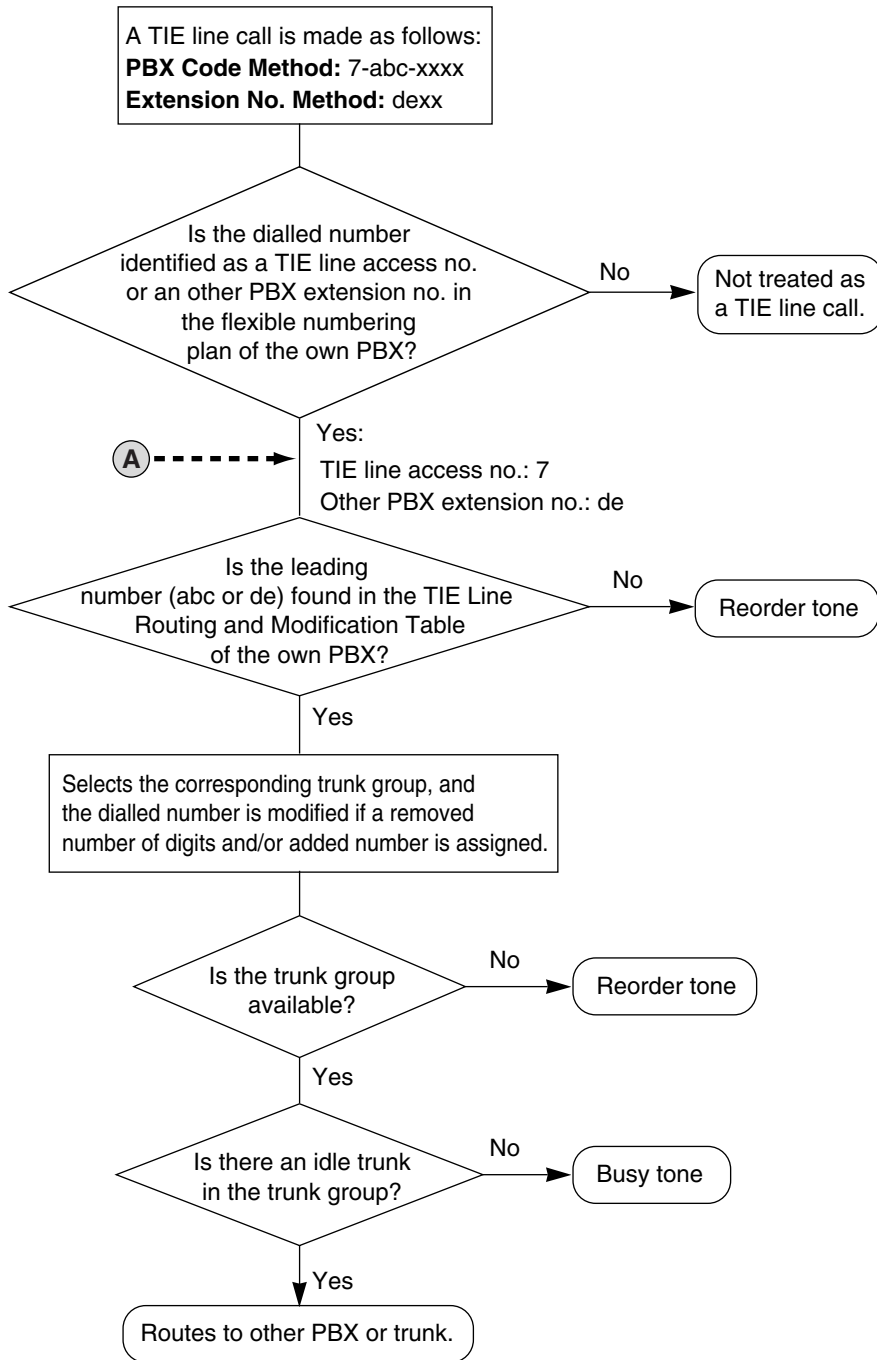 A TIE line call is made as follows:
PBX Code Method: 7-abc-xxxx
Extension No. Method: dexx
Is the dialled number
identified as a TIE line access no.
or an other PBX extension no. in
the flexible numbering
plan of the own PBX?
No
Not treated as
a TIE line call.
Yes:
A
TIE line access no.: 7
Other PBX extension no.: de
Is the leading
number (abc or de) found in the TIE Line
Routing and Modification Table
of the own PBX?
No
Reorder tone
Yes
Selects the corresponding trunk group, and
the dialled number is modified if a removed
number of digits and/or added number is assigned.
Is the trunk group
available?
No
Reorder tone
Yes
Is there an idle trunk
in the trunk group?
No
Busy tone
Yes
Routes to other PBX or trunk.